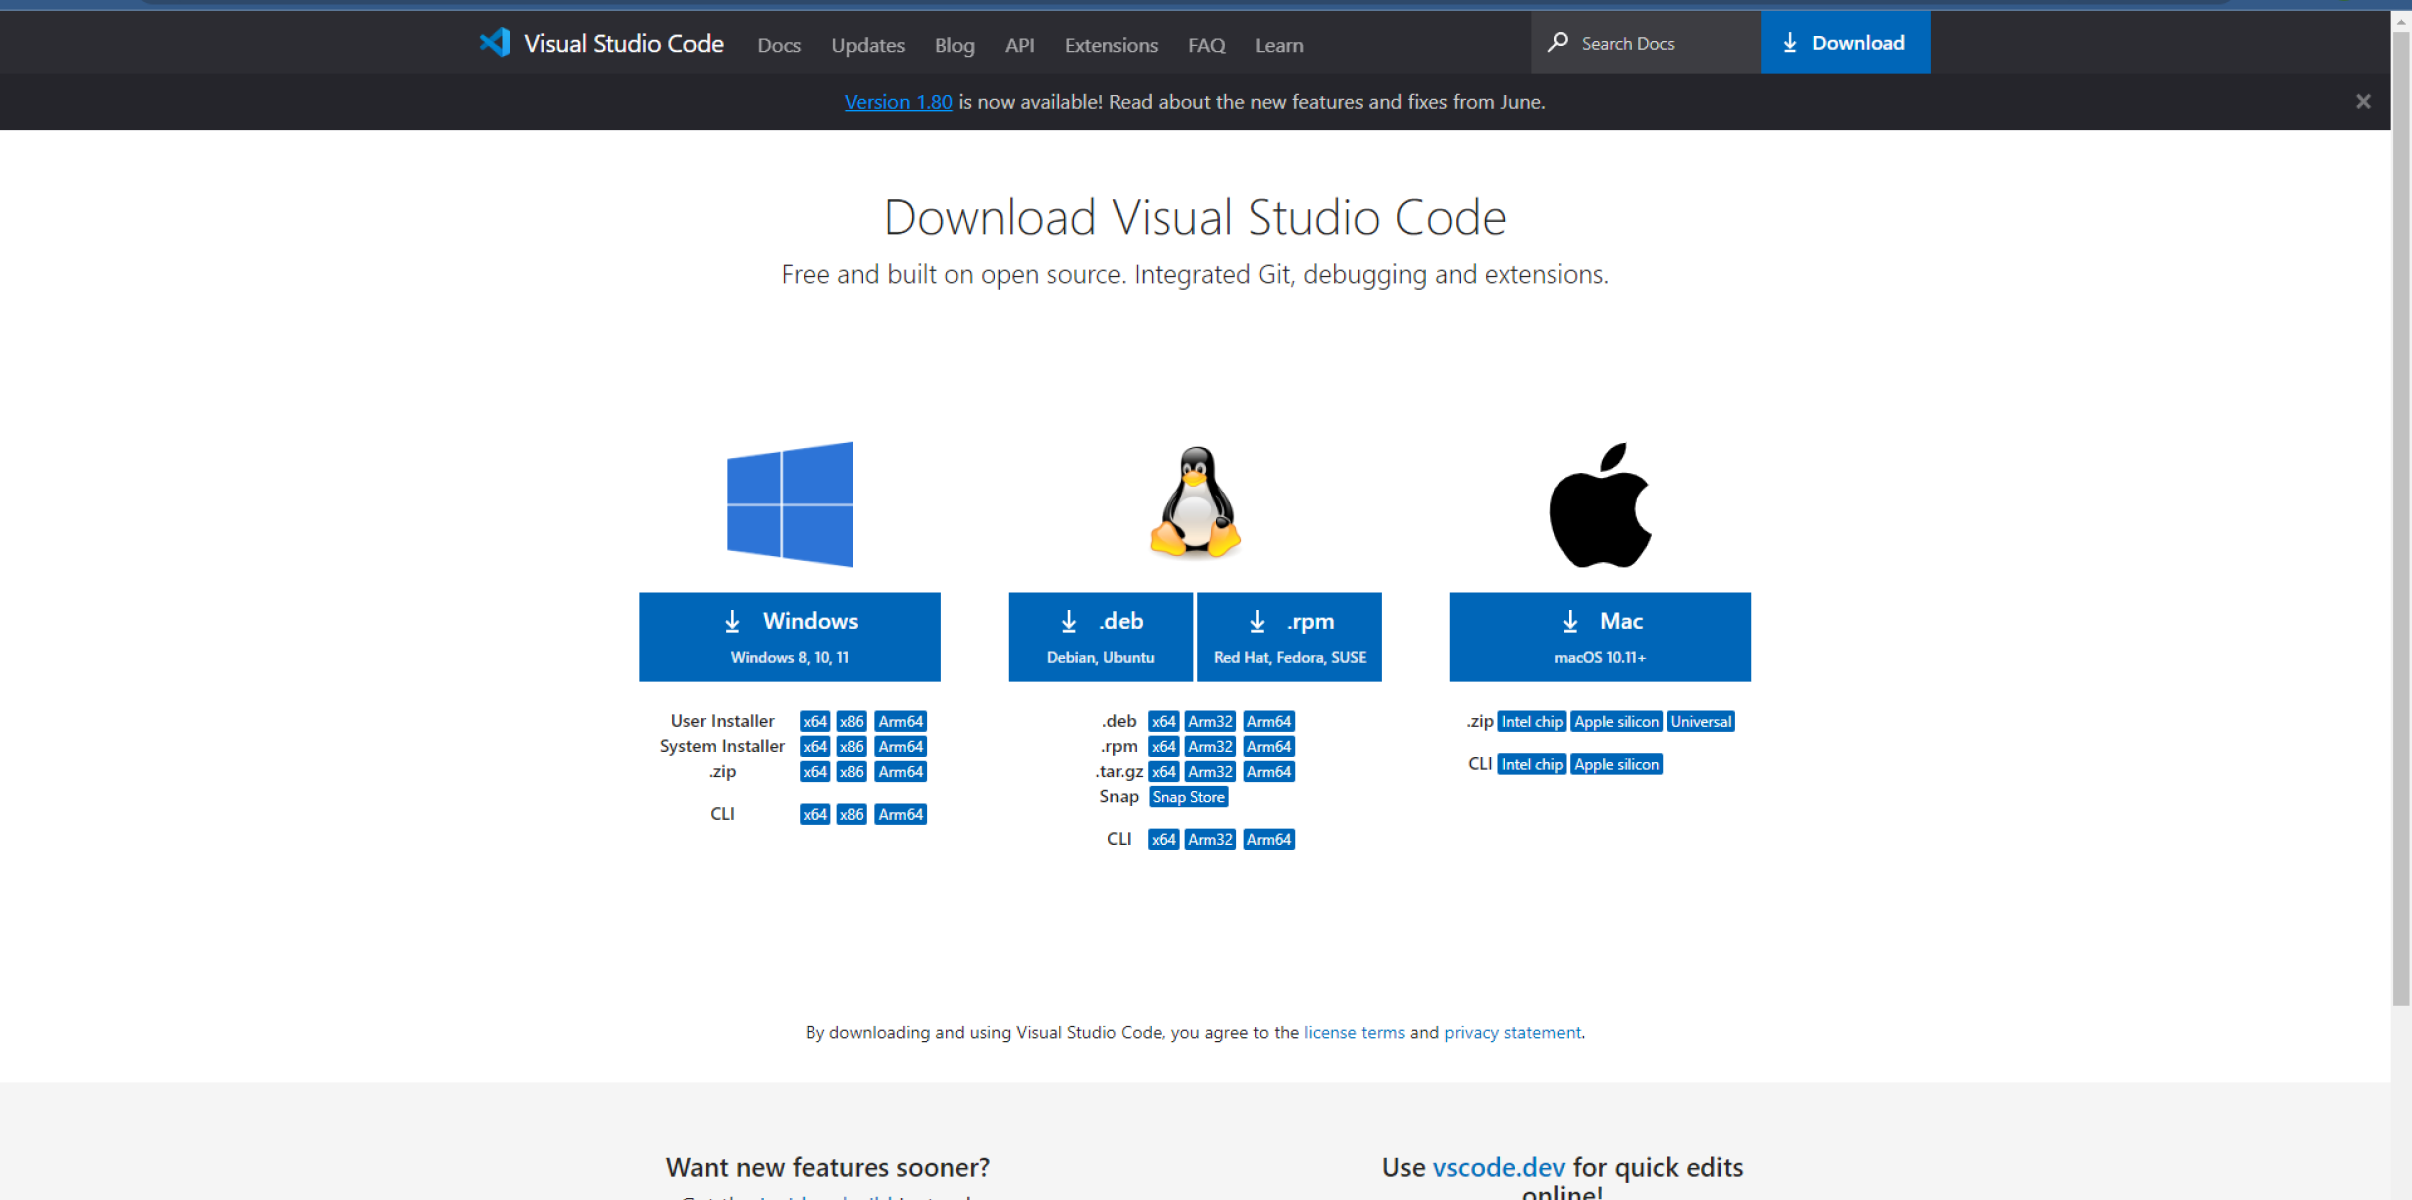 Visual Studio Code Docs Updates Blog API Extensions FAQ Learn Search Docs Download
Version 1.80 is now available! Read about the new features and fixes from June.
Download Visual Studio Code
Free and built on open source. Integrated Git, debugging and extensions.
Windows
Windows 8, 10, 11
User Installer x64 x86 Arm64
System Installer x64 x86 Arm64
.zip x64 x86 Arm64
CLI x64 x86 Arm64
.deb
Debian, Ubuntu
.rpm
Red Hat, Fedora, SUSE
.deb x64 Arm32 Arm64
.rpm x64 Arm32 Arm64
.tar.gz x64 Arm32 Arm64
Snap Snap Store
CLI x64 Arm32 Arm64
Mac
macOS 10.11+
.zip Intel chip Apple silicon Universal
CLI Intel chip Apple silicon
By downloading and using Visual Studio Code, you agree to the license terms and privacy statement.
Want new features sooner?
Use vscode.dev for quick edits
online!